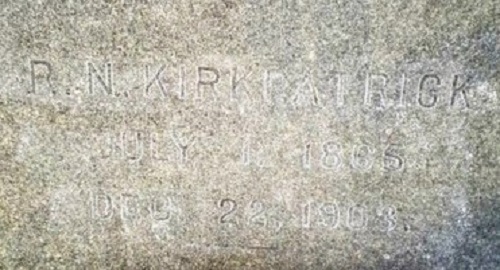 R. N. KIRKPATRICK
JULY 1, 1865.
DEC 22, 1903.